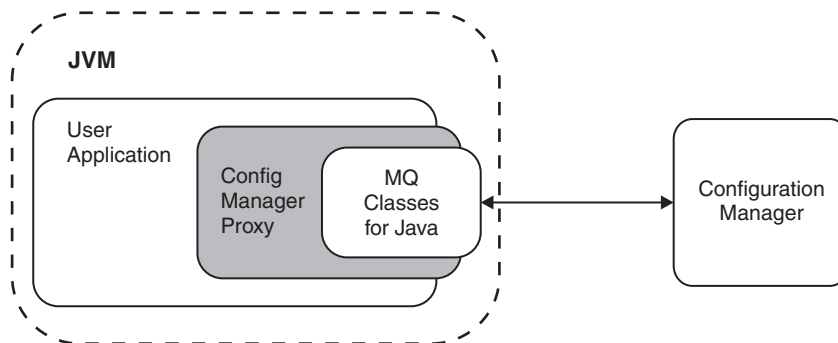 JVM
User
Application
Config
Manager
Proxy
MQ
Classes
for Java
Configuration
Manager